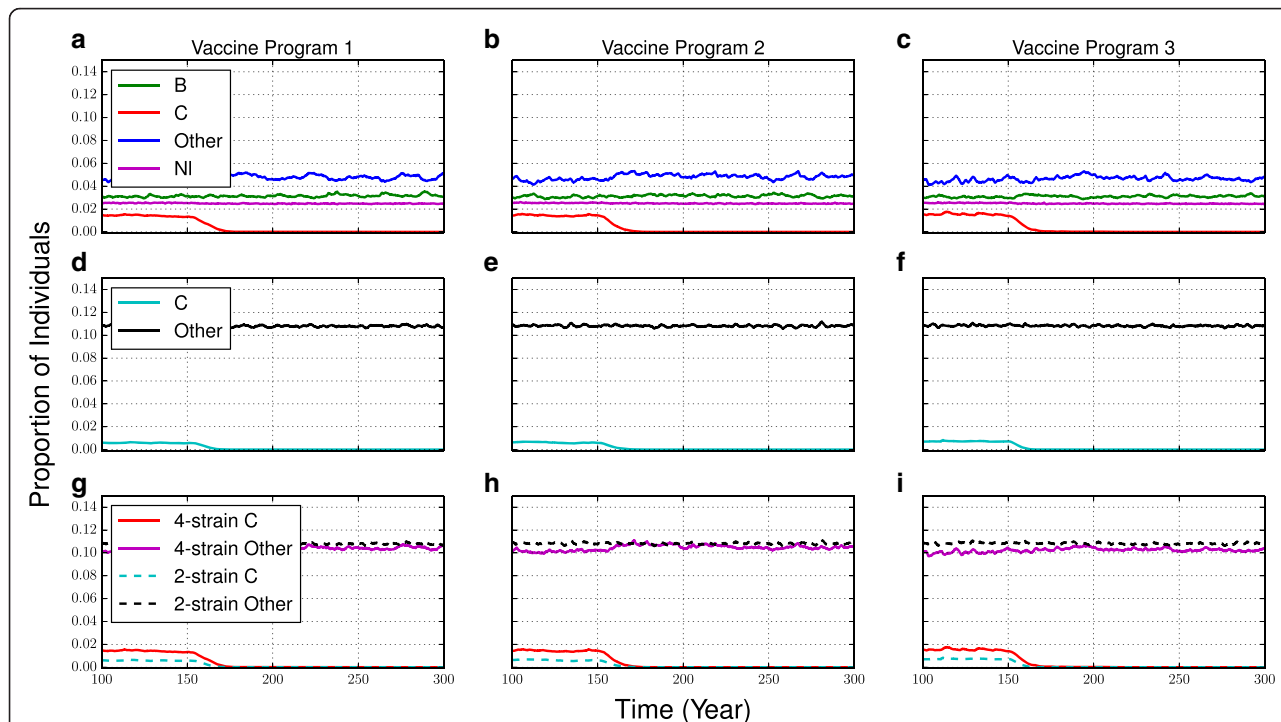 a
Vaccine Program 1
b
Vaccine Program 2
c
Vaccine Program 3
0.14
0.12
0.10
0.08
0.06
0.04
0.02
0.00
B
C
Other
NI
d
e
f
0.14
0.12
0.10
0.08
0.06
0.04
0.02
0.00
C
Other
Proportion of Individuals
g
h
i
0.14
0.12
0.10
0.08
0.06
0.04
0.02
0.00
4-strain C
4-strain Other
2-strain C
2-strain Other
100 150 200 250 300
100 150 200 250 300
100 150 200 250 300
Time (Year)